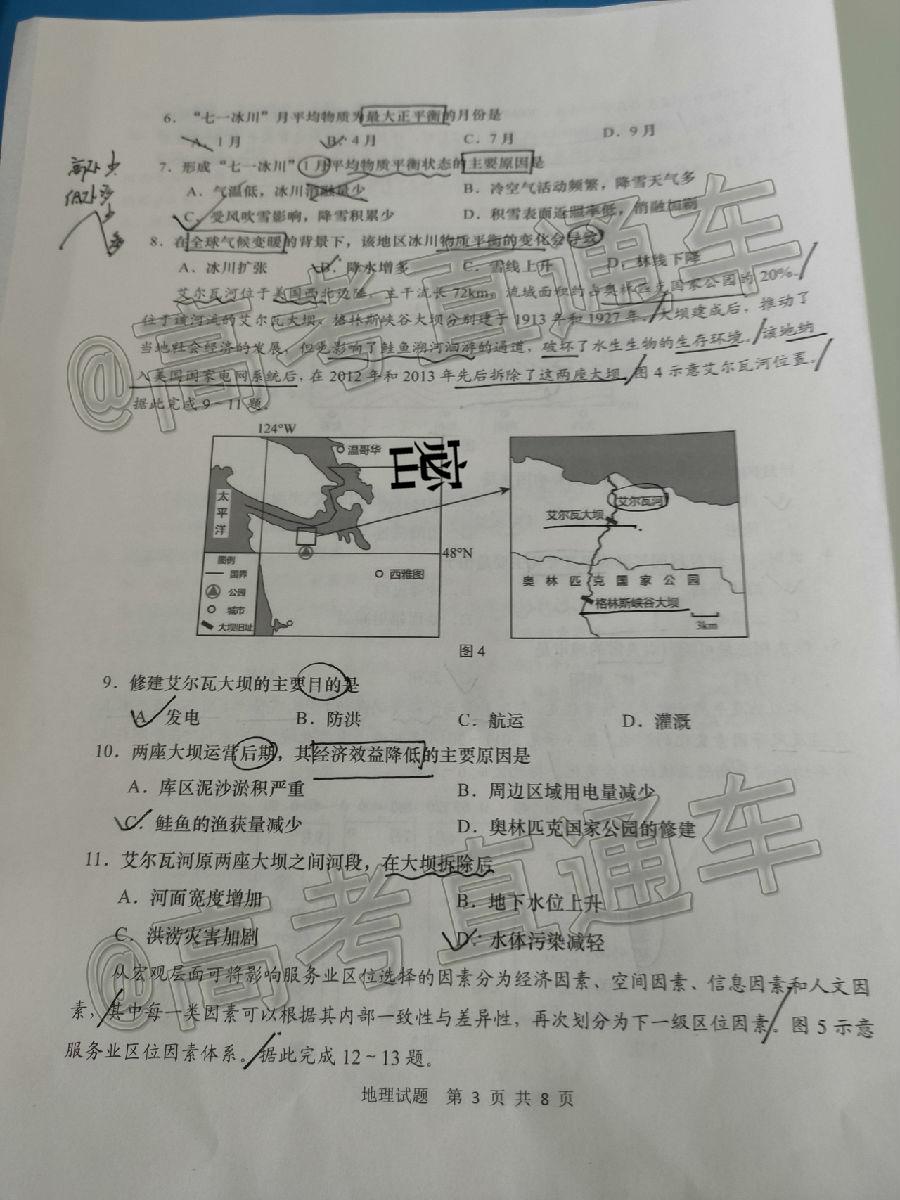 6．“七一冰川”月平均物质为最大正平衡的月份是
A．1月 B．4月 C．7月 D．9月
7．形成“七一冰川”1月平均物质平衡状态的主要原因是
A．气温低，冰川消融量少 B．冷空气活动频繁，降雪天气多
C．受风吹雪影响，降雪积累少 D．积雪表面反照率低，消融加剧
8．在全球气候变暖的背景下，该地区冰川物质平衡的变化会导致
A．冰川扩张 B．降水增多 C．雪线上升 D．林线下降
艾尔瓦河位于美国西北边陲，主干流长72km，流域面积约占奥林匹克国家公园的20%。
位于该河流的艾尔瓦大坝、格林斯峡谷大坝分别建于1913年和1927年。大坝建成后，推动了
当地社会经济的发展，但更影响了鲑鱼溯河洄游的通道，破坏了水生生物的生存环境。该地纳
入美国国家电网系统后，在2012年和2013年先后拆除了这两座大坝。图4示意艾尔瓦河位置。
据此完成9～11题。
124°W
温哥华
太平洋
48°N
图例
国界
公园
城市
大坝旧址
西雅图
艾尔瓦河
艾尔瓦大坝
奥林匹克国家公园
格林斯峡谷大坝
3km
密
图4
9．修建艾尔瓦大坝的主要目的是
A．发电 B．防洪 C．航运 D．灌溉
10．两座大坝运营后期，其经济效益降低的主要原因是
A．库区泥沙淤积严重 B．周边区域用电量减少
C．鲑鱼的渔获量减少 D．奥林匹克国家公园的修建
11．艾尔瓦河原两座大坝之间河段，在大坝拆除后
A．河面宽度增加 B．地下水位上升
C．洪涝灾害加剧 D．水体污染减轻
从宏观层面可将影响服务业区位选择的因素分为经济因素、空间因素、信息因素和人文因
素，其中每一类因素可以根据其内部一致性与差异性，再次划分为下一级区位因素。图5示意
服务业区位因素体系。据此完成12～13题。
地理试题 第3页共8页
@高考直通车
@高考直通车